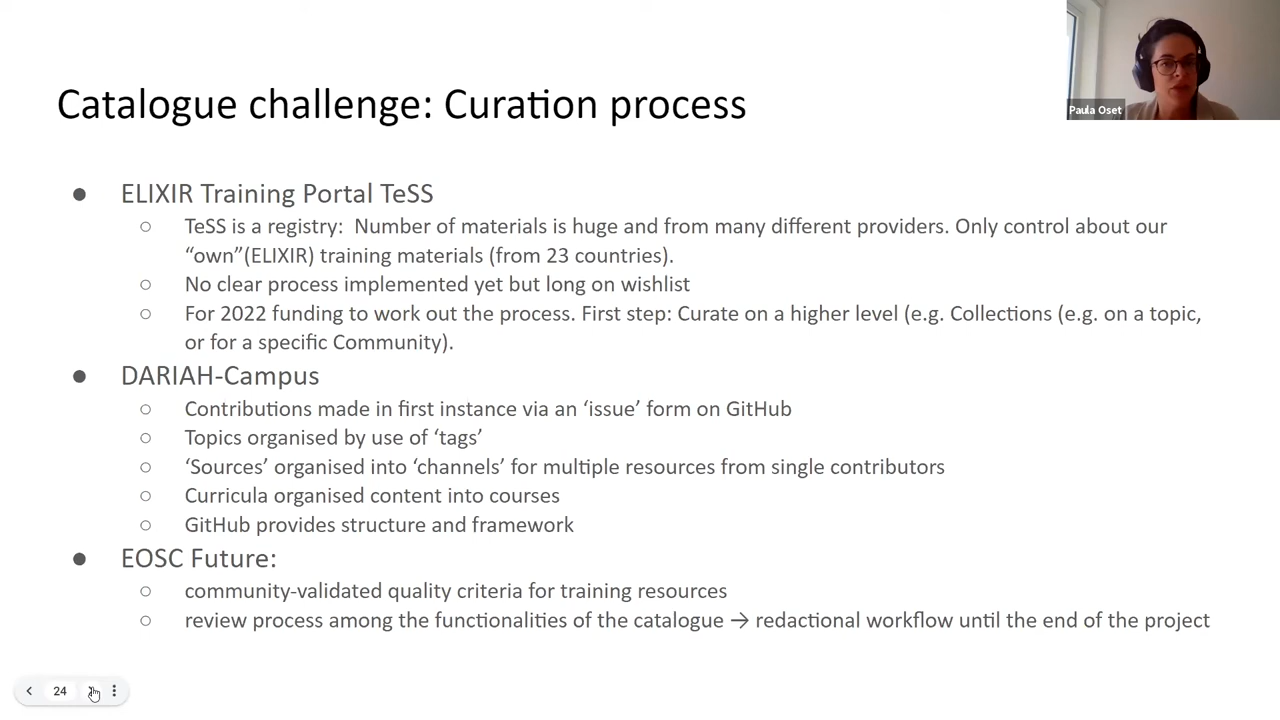 Catalogue challenge: Curation process
Paula Oset
● ELIXIR Training Portal TeSS
○ TeSS is a registry:  Number of materials is huge and from many different providers. Only control about our
“own”(ELIXIR) training materials (from 23 countries).
○ No clear process implemented yet but long on wishlist
○ For 2022 funding to work out the process. First step: Curate on a higher level (e.g. Collections (e.g. on a topic,
or for a specific Community).
● DARIAH-Campus
○ Contributions made in first instance via an ‘issue’ form on GitHub
○ Topics organised by use of ‘tags’
○ ‘Sources’ organised into ‘channels’ for multiple resources from single contributors
○ Curricula organised content into courses
○ GitHub provides structure and framework
● EOSC Future:
○ community-validated quality criteria for training resources
○ review process among the functionalities of the catalogue → redactional workflow until the end of the project
24